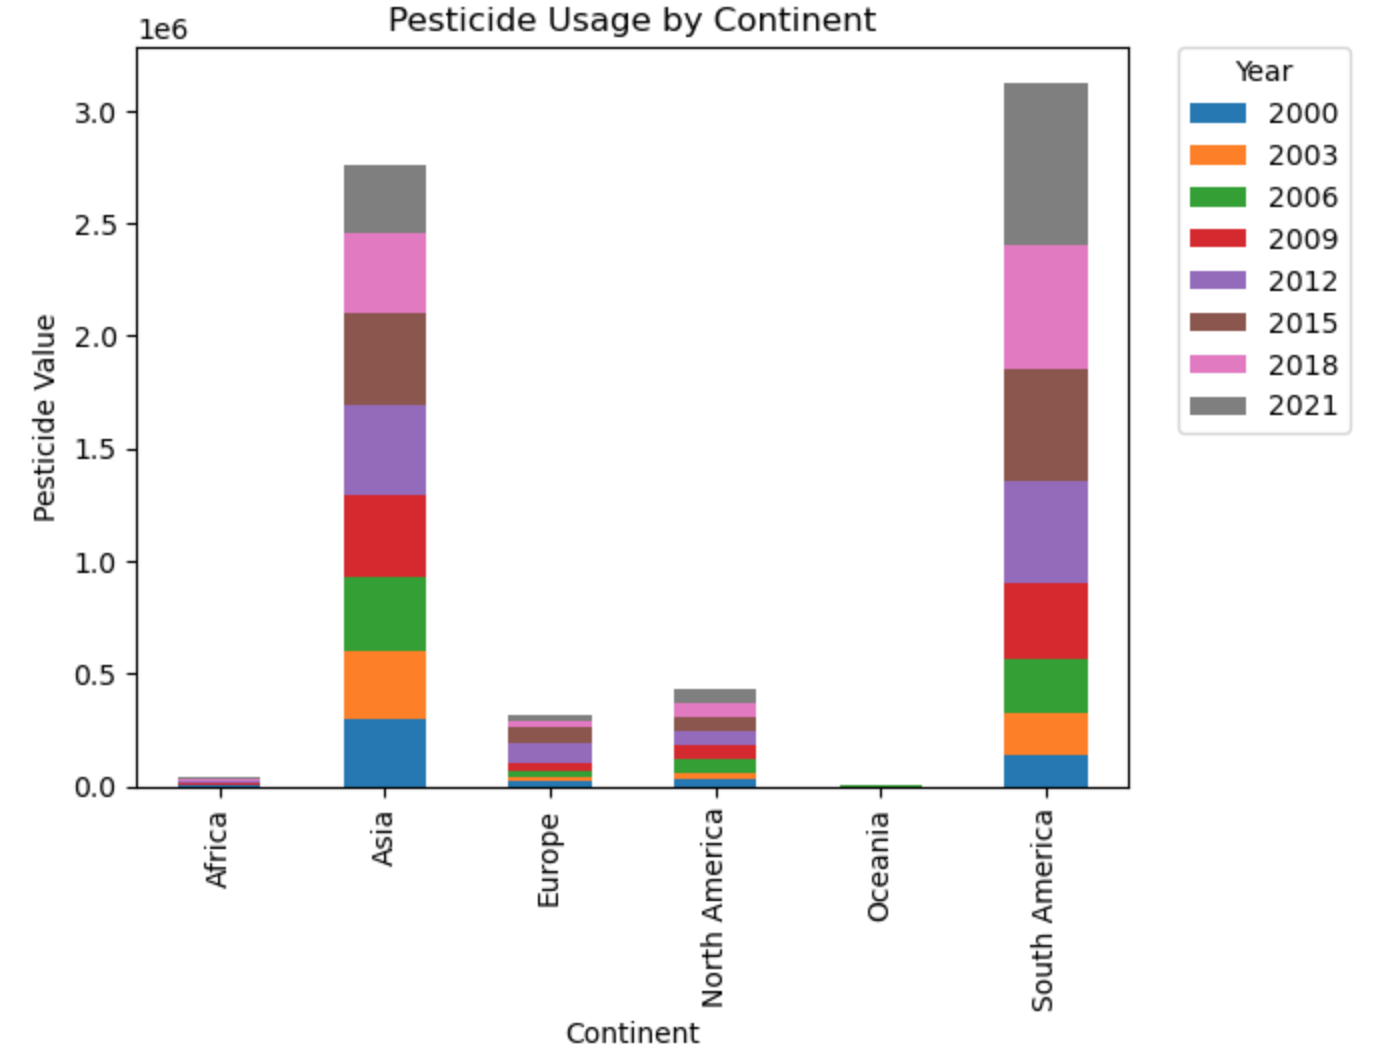 Pesticide Usage by Continent
1e6
3.0
2.5
2.0
1.5
1.0
0.5
0.0
Pesticide Value
Africa
Asia
Europe
North America
Oceania
South America
Continent
Year
2000
2003
2006
2009
2012
2015
2018
2021